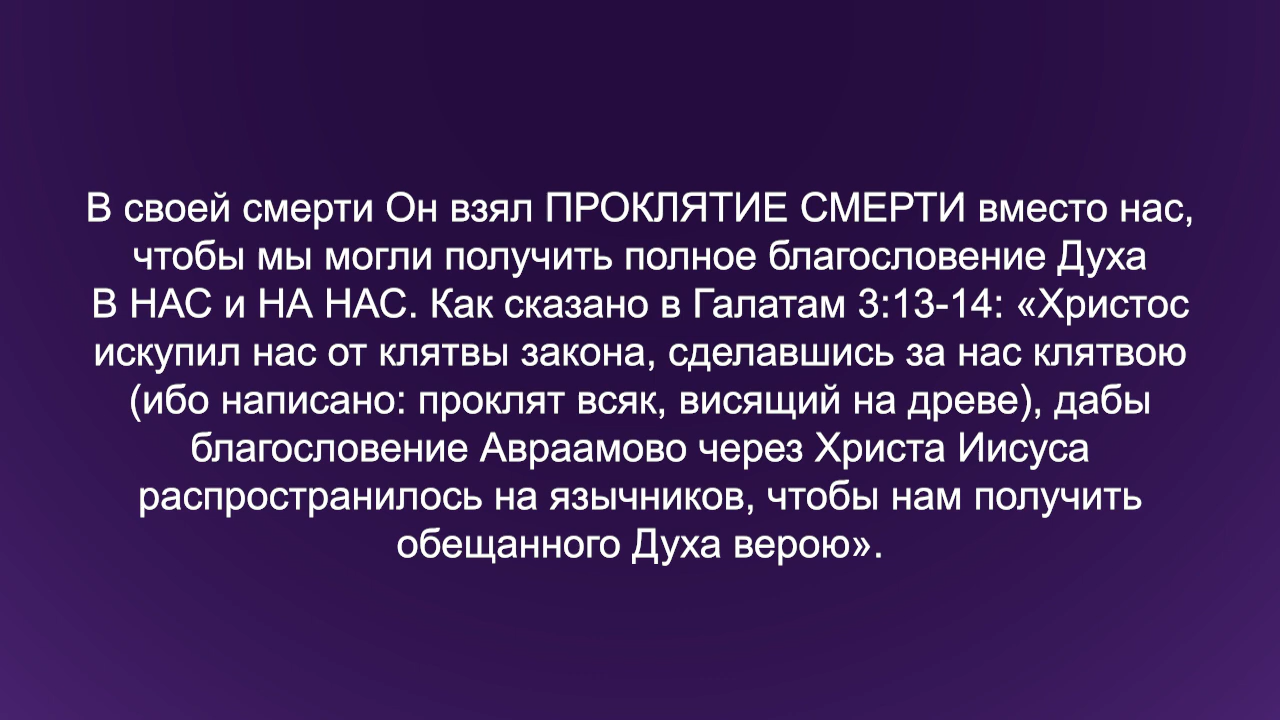 В своей смерти Он взял ПРОКЛЯТИЕ СМЕРТИ вместо нас,
чтобы мы могли получить полное благословение Духа
В НАС и НА НАС. Как сказано в Галатам 3:13-14: «Христос
искупил нас от клятвы закона, сделавшись за нас клятвою
(ибо написано: проклят всяк, висящий на древе), дабы
благословение Авраамово через Христа Иисуса
распространилось на язычников, чтобы нам получить
обещанного Духа верою».